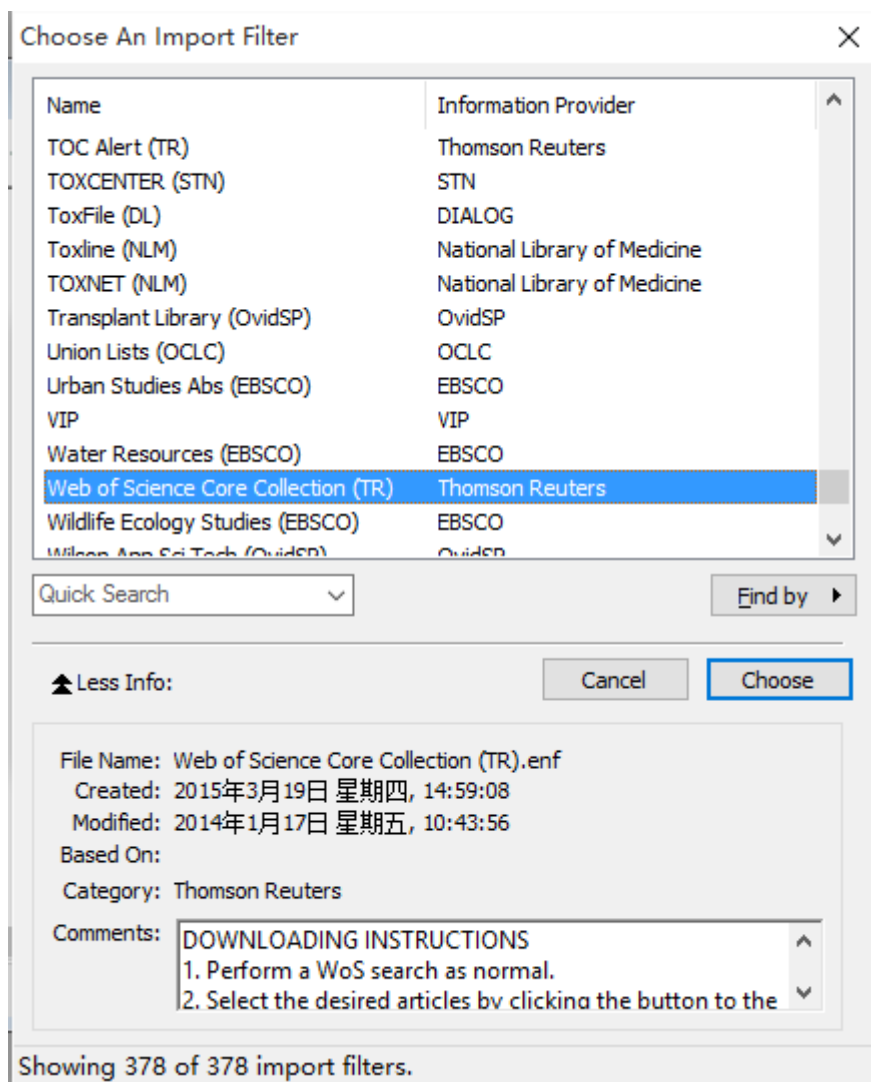 Choose An Import Filter
Name Information Provider
TOC Alert (TR) Thomson Reuters
TOXCENTER (STN) STN
ToxFile (DL) DIALOG
Toxline (NLM) National Library of Medicine
TOXNET (NLM) National Library of Medicine
Transplant Library (OvidSP) OvidSP
Union Lists (OCLC) OCLC
Urban Studies Abs (EBSCO) EBSCO
VIP VIP
Water Resources (EBSCO) EBSCO
Web of Science Core Collection (TR) Thomson Reuters
Wildlife Ecology Studies (EBSCO) EBSCO
Wilson App Sci Tech (OvidSP) OvidSP
Quick Search Find by
Less Info: Cancel Choose
File Name: Web of Science Core Collection (TR).enf
Created: 2015年3月19日 星期四, 14:59:08
Modified: 2014年1月17日 星期五, 10:43:56
Based On:
Category: Thomson Reuters
Comments: DOWNLOADING INSTRUCTIONS
1. Perform a WoS search as normal.
2. Select the desired articles by clicking the button to the
Showing 378 of 378 import filters.